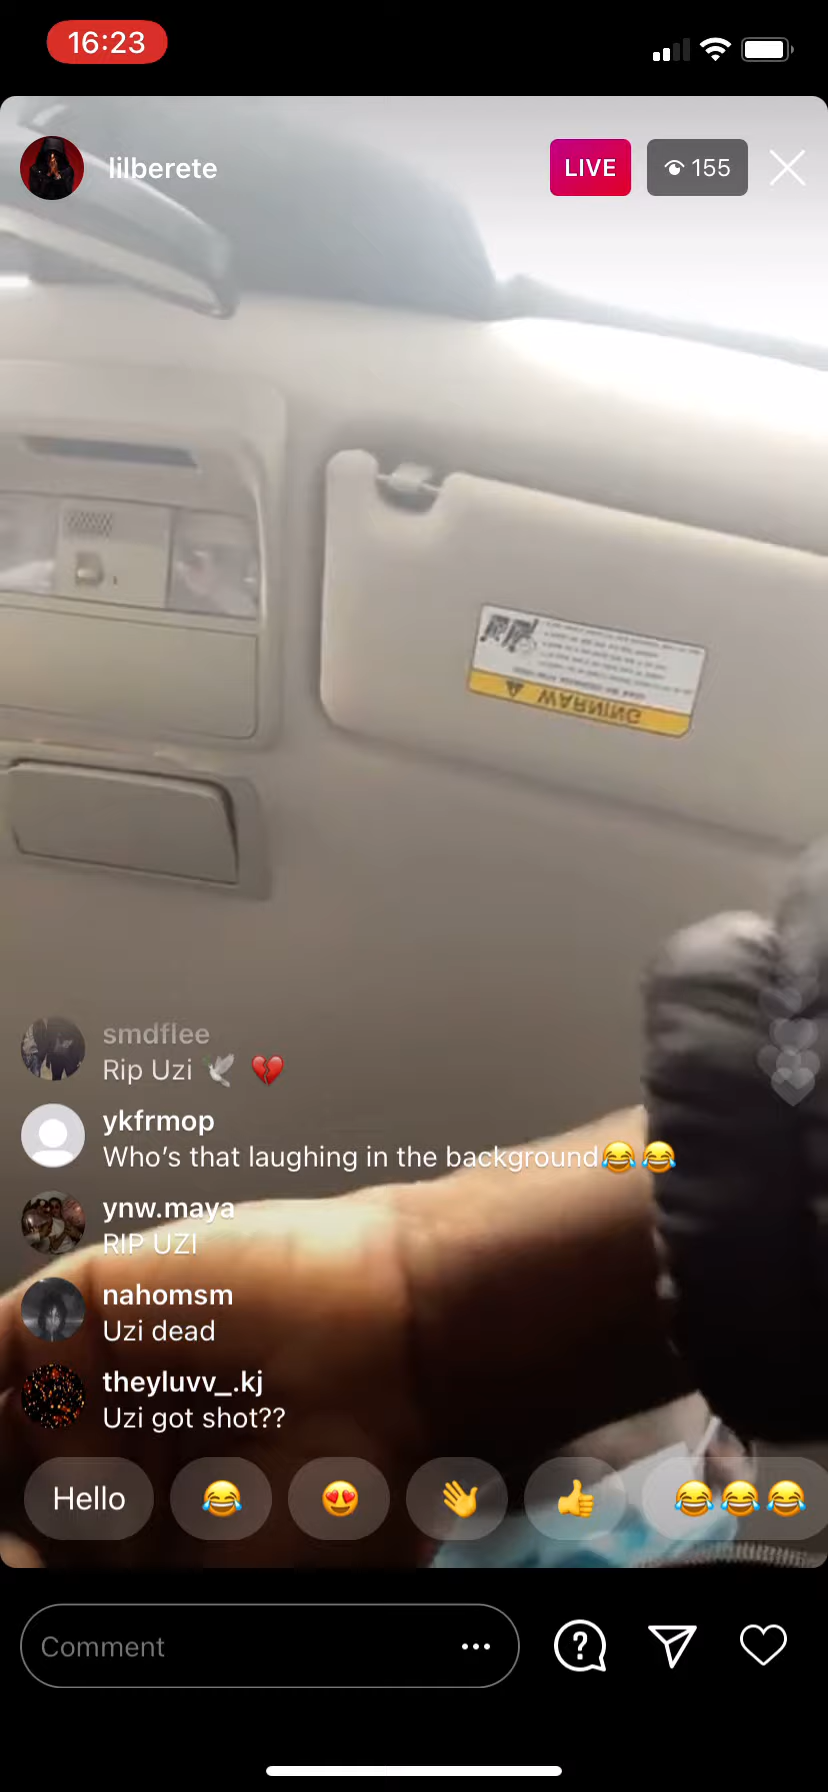 16:23
lilberete
LIVE
155
smdflee
Rip Uzi 🕊 💔
ykfrmop
Who's that laughing in the background😂😂
ynw.maya
RIP UZI
nahomsm
Uzi dead
theyluvv_.kj
Uzi got shot??
Hello 😂 😍 👋 👍 😂😂😂
Comment
WARNING